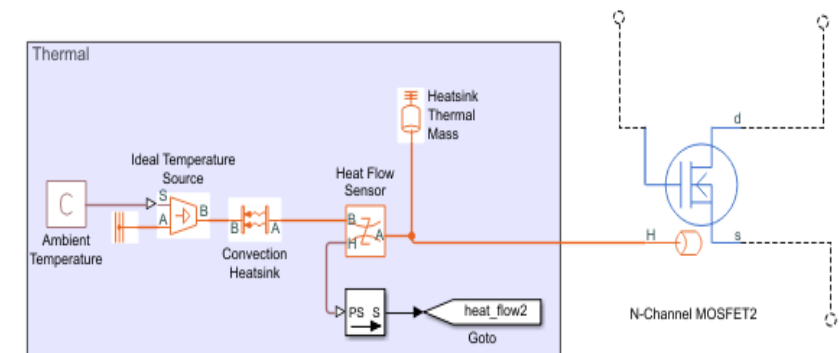 Thermal
Heatsink
Thermal
Mass
Ideal Temperature
Source
Heat Flow
Sensor
d
C
S
A
B
B
A
B
H
A
H
s
Ambient
Temperature
Convection
Heatsink
PS S
heat_flow2
Goto
N-Channel MOSFET2